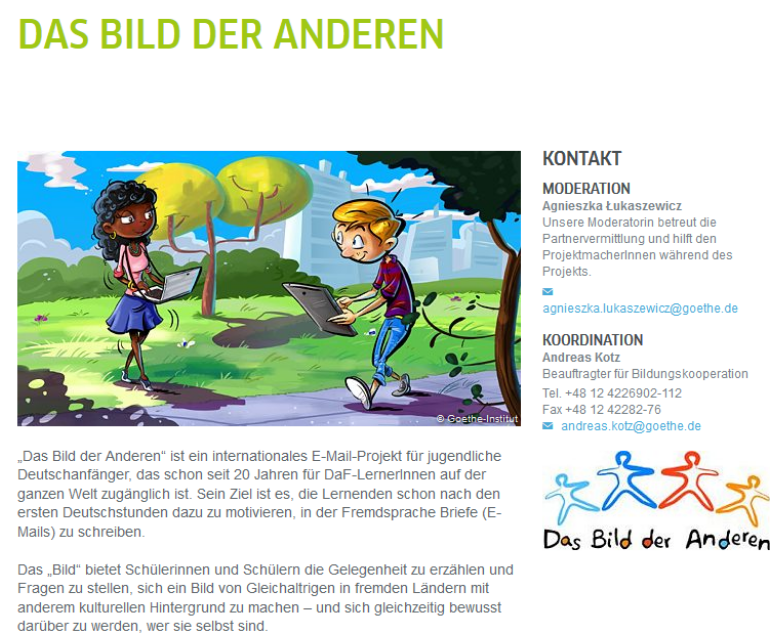 DAS BILD DER ANDEREN
© Goethe-Institut
„Das Bild der Anderen“ ist ein internationales E-Mail-Projekt für jugendliche
Deutschanfänger, das schon seit 20 Jahren für DaF-LernerInnen auf der
ganzen Welt zugänglich ist. Sein Ziel ist es, die Lernenden schon nach den
ersten Deutschstunden dazu zu motivieren, in der Fremdsprache Briefe (E-
Mails) zu schreiben.
Das „Bild“ bietet Schülerinnen und Schülern die Gelegenheit zu erzählen und
Fragen zu stellen, sich ein Bild von Gleichaltrigen in fremden Ländern mit
anderem kulturellen Hintergrund zu machen – und sich gleichzeitig bewusst
darüber zu werden, wer sie selbst sind.
KONTAKT
MODERATION
Agnieszka Łukaszewicz
Unsere Moderatorin betreut die
Partnervermittlung und hilft den
ProjektmacherInnen während des
Projekts.
agnieszka.lukaszewicz@goethe.de
KOORDINATION
Andreas Kotz
Beauftragter für Bildungskooperation
Tel. +48 12 4226902-112
Fax +48 12 42282-76
andreas.kotz@goethe.de
Das Bild der Anderen